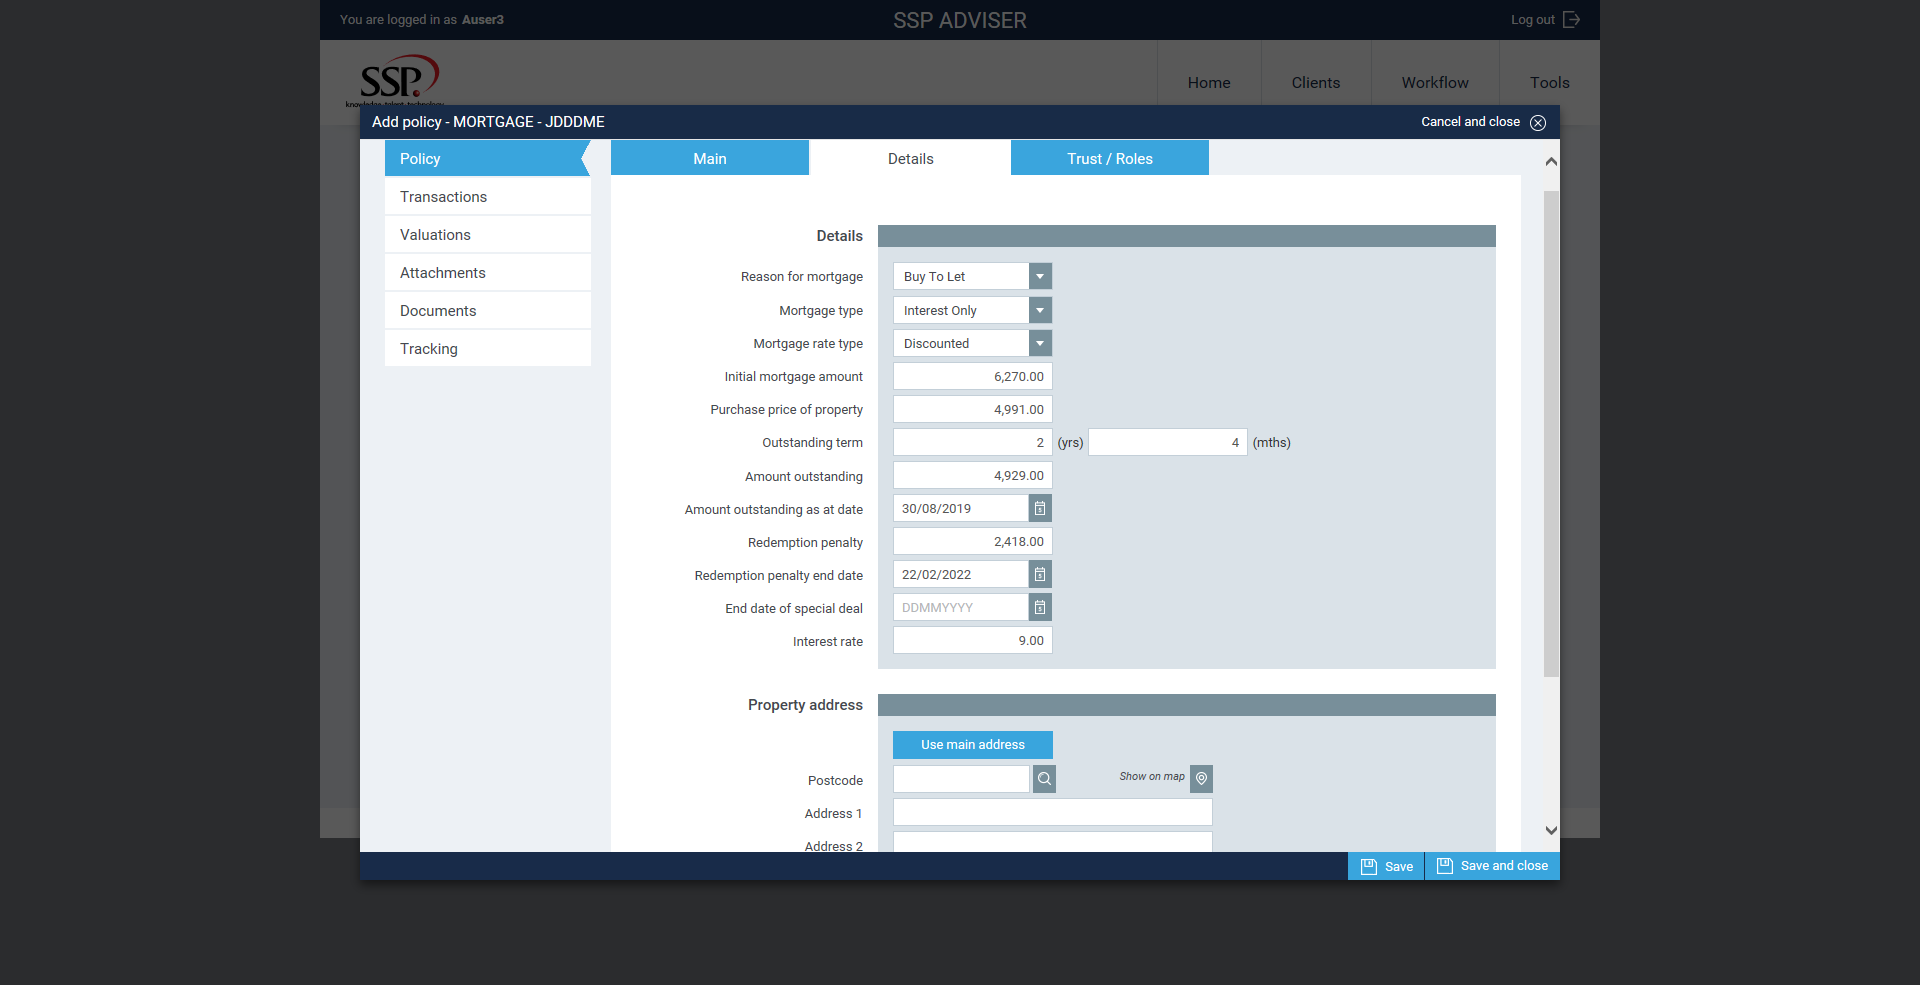 You are logged in as Auser3
SSP ADVISER
Log out
SSP
knowledge-talent-technology
Home
Clients
Workflow
Tools
Add policy - MORTGAGE - JDDDME
Cancel and close
Policy
Transactions
Valuations
Attachments
Documents
Tracking
Main
Details
Trust / Roles
Details
Reason for mortgage Buy To Let
Mortgage type Interest Only
Mortgage rate type Discounted
Initial mortgage amount 6,270.00
Purchase price of property 4,991.00
Outstanding term 2 (yrs) 4 (mths)
Amount outstanding 4,929.00
Amount outstanding as at date 30/08/2019
Redemption penalty 2,418.00
Redemption penalty end date 22/02/2022
End date of special deal DDMMYYYY
Interest rate 9.00
Property address
Use main address
Postcode
Show on map
Address 1
Address 2
Save
Save and close